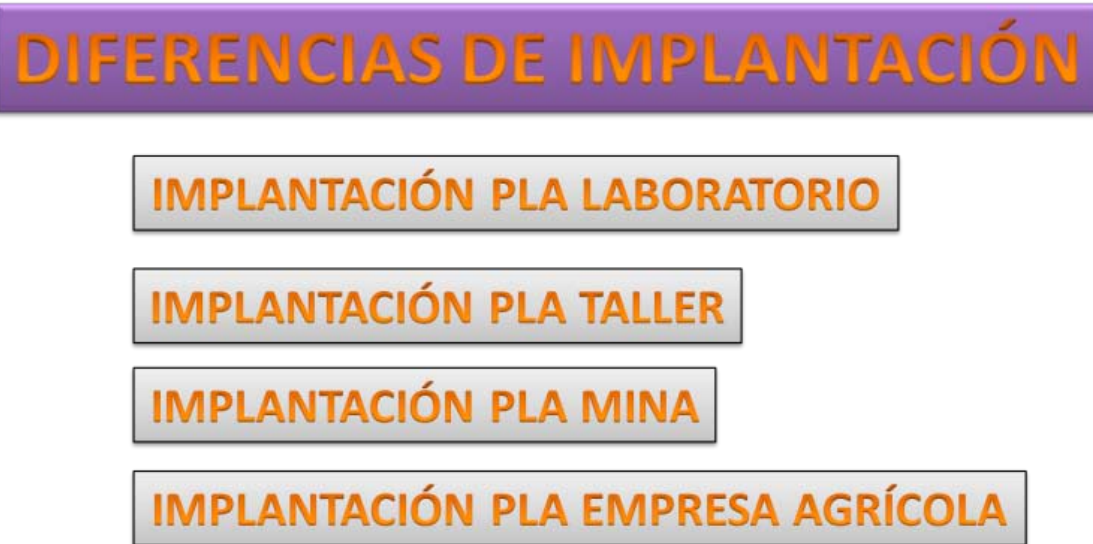 DIFERENCIAS DE IMPLANTACIÓN
IMPLANTACIÓN PLA LABORATORIO
IMPLANTACIÓN PLA TALLER
IMPLANTACIÓN PLA MINA
IMPLANTACIÓN PLA EMPRESA AGRÍCOLA